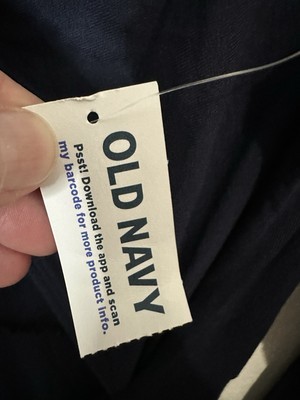 OLD NAVY
Psst! Download the app and scan
my barcode for more product info.